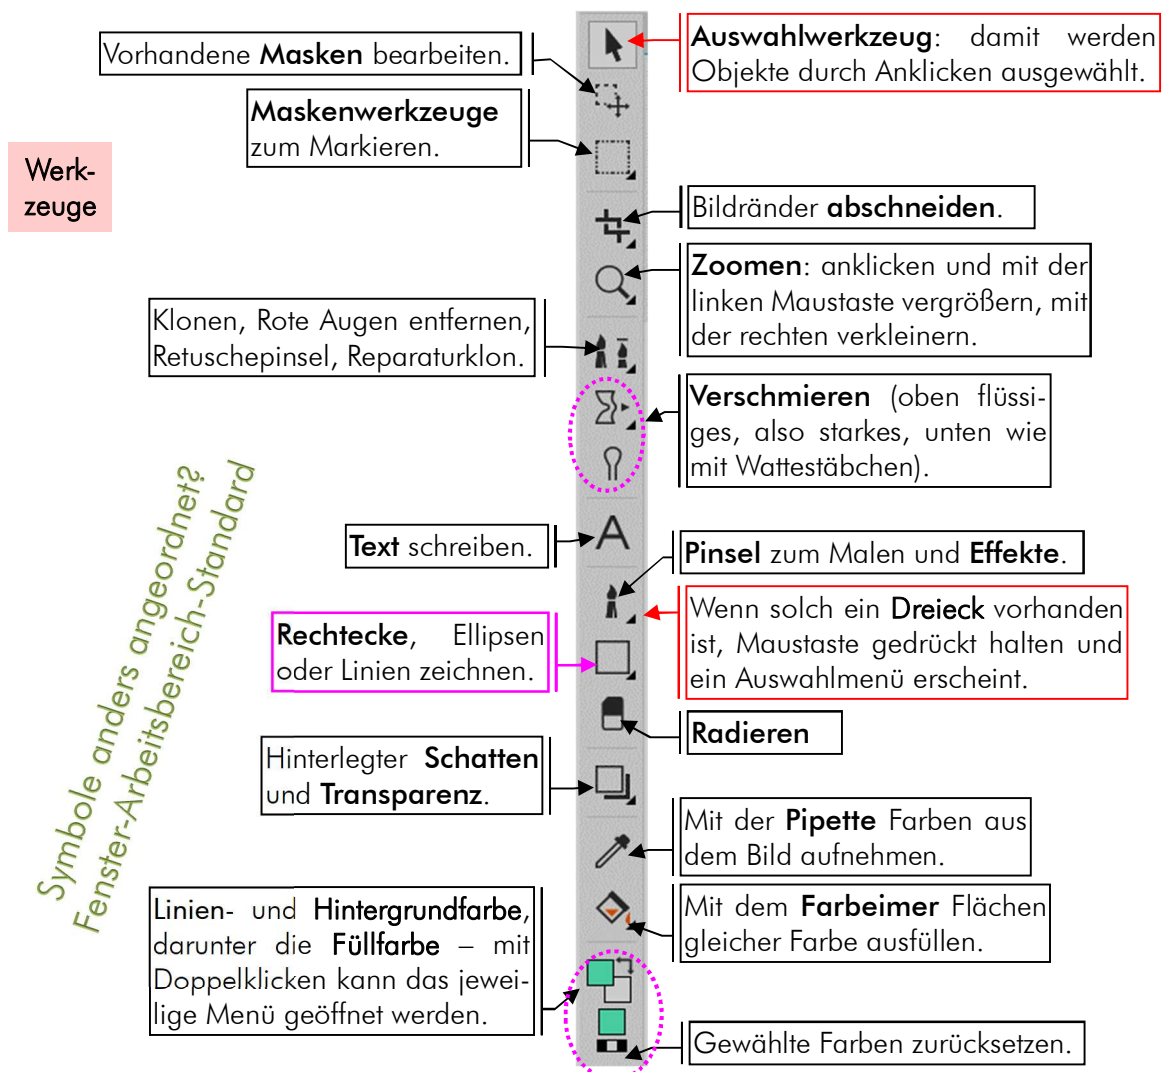 Vorhandene Masken bearbeiten.
Auswahlwerkzeug: damit werden
Objekte durch Anklicken ausgewählt.
Maskenwerkzeuge
zum Markieren.
Werk-
zeuge
Bildränder abschneiden.
Zoomen: anklicken und mit der
linken Maustaste vergrößern, mit
der rechten verkleinern.
Klonen, Rote Augen entfernen,
Retuschepinsel, Reparaturklon.
Verschmieren (oben flüssi-
ges, also starkes, unten wie
mit Wattestäbchen).
Symbole anders angeordnet?
Fenster-Arbeitsbereich-Standard
Text schreiben.
A
Pinsel zum Malen und Effekte.
Wenn solch ein Dreieck vorhanden
ist, Maustaste gedrückt halten und
ein Auswahlmenü erscheint.
Rechtecke, Ellipsen
oder Linien zeichnen.
Radieren
Hinterlegter Schatten
und Transparenz.
Mit der Pipette Farben aus
dem Bild aufnehmen.
Mit dem Farbeimer Flächen
gleicher Farbe ausfüllen.
Linien- und Hintergrundfarbe,
darunter die Füllfarbe – mit
Doppelklicken kann das jewei-
lige Menü geöffnet werden.
Gewählte Farben zurücksetzen.